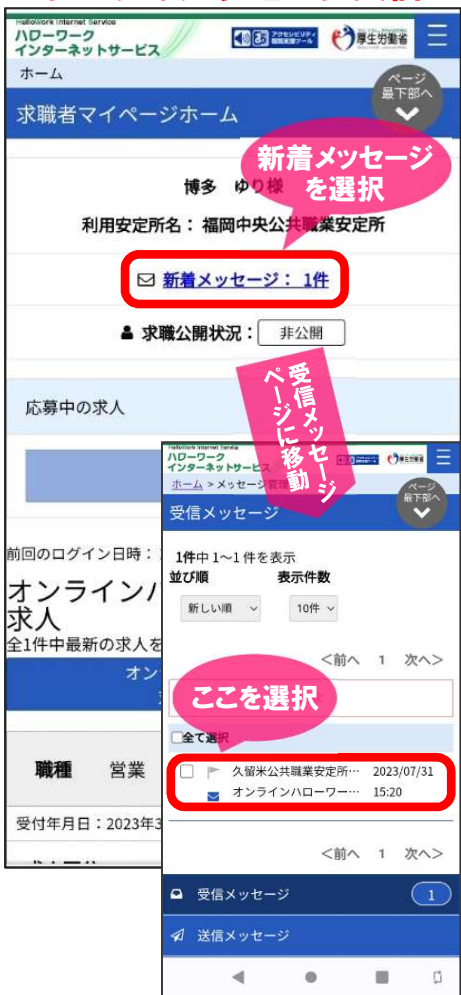 HelloWork Internet Service
ハローワーク
インターネットサービス
アクセシビリティ
閲覧支援ツール
厚生労働省
ホーム
ページ
最下部へ
求職者マイページホーム
新着メッセージ
を選択
博多 ゆり様
利用安定所名: 福岡中央公共職業安定所
新着メッセージ: 1件
求職公開状況: 非公開
受信メッセージ
ページに移動
応募中の求人
前回のログイン日時:
オンラインハ
求人
全1件中最新の求人を
オン
職種 営業
受付年月日:2023年3
HelloWork Internet Service
ハローワーク
インターネットサービス
厚生労働省
ホーム > メッセージ管理
ページ
最下部へ
受信メッセージ
1件中 1~1 件を表示
並び順 表示件数
新しい順 10件
<前へ 1 次へ>
ここを選択
全て選択
久留米公共職業安定所… 2023/07/31
オンラインハローワー… 15:20
<前へ 1 次へ>
受信メッセージ 1
送信メッセージ